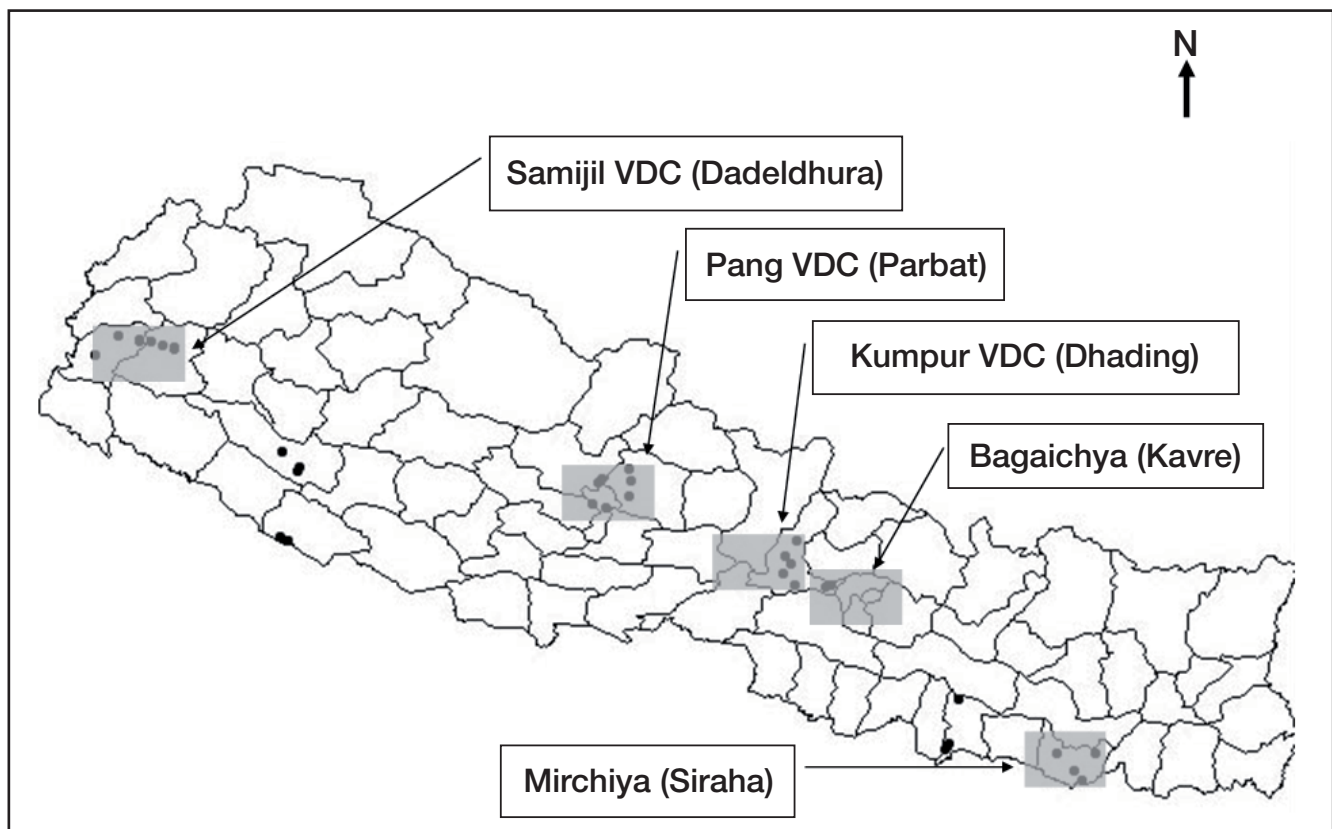 N
Samijil VDC (Dadeldhura)
Pang VDC (Parbat)
Kumpur VDC (Dhading)
Bagaichya (Kavre)
Mirchiya (Siraha)